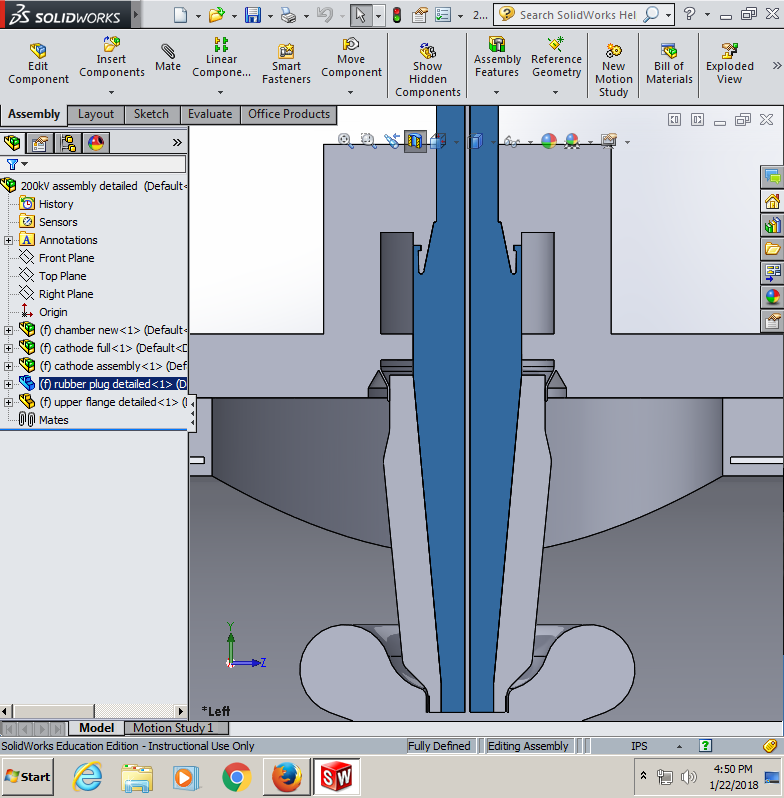 SOLIDWORKS
2...
Search SolidWorks Hel
Edit Component
Insert Components
Mate
Linear Compone...
Smart Fasteners
Move Component
Show Hidden Components
Assembly Features
Reference Geometry
New Motion Study
Bill of Materials
Exploded View
Assembly Layout Sketch Evaluate Office Products
200kV assembly detailed (Default<
History
Sensors
Annotations
Front Plane
Top Plane
Right Plane
Origin
(f) chamber new<1> (Default<
(f) cathode full<1> (Default<D
(f) cathode assembly<1> (Def
(f) rubber plug detailed<1> (D
(f) upper flange detailed<1> (
Mates
Y
Z
*Left
Model Motion Study 1
SolidWorks Education Edition - Instructional Use Only Fully Defined Editing Assembly IPS
Start
SW
4:50 PM
1/22/2018